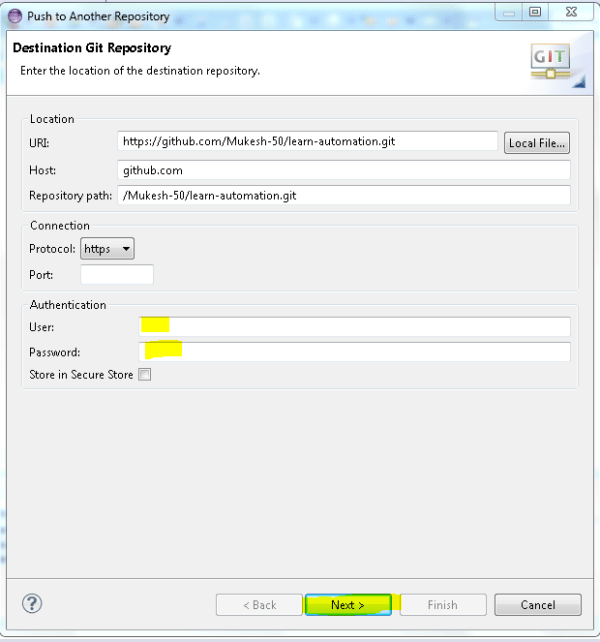 Push to Another Repository
Destination Git Repository
Enter the location of the destination repository.
GIT
Location
URI: https://github.com/Mukesh-50/learn-automation.git Local File...
Host: github.com
Repository path: /Mukesh-50/learn-automation.git
Connection
Protocol: https
Port:
Authentication
User:
Password:
Store in Secure Store
?
< Back Next > Finish Cancel